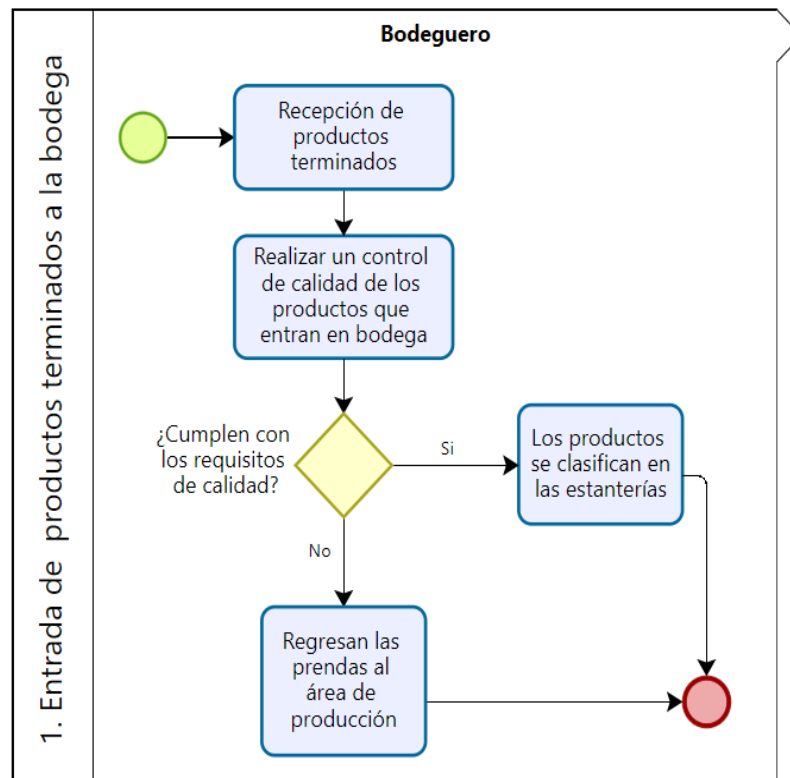 1. Entrada de productos terminados a la bodega
Bodeguero
Recepción de
productos
terminados
Realizar un control
de calidad de los
productos que
entran en bodega
¿Cumplen con
los requisitos
de calidad?
Si
Los productos
se clasifican en
las estanterías
No
Regresan las
prendas al
área de
producción